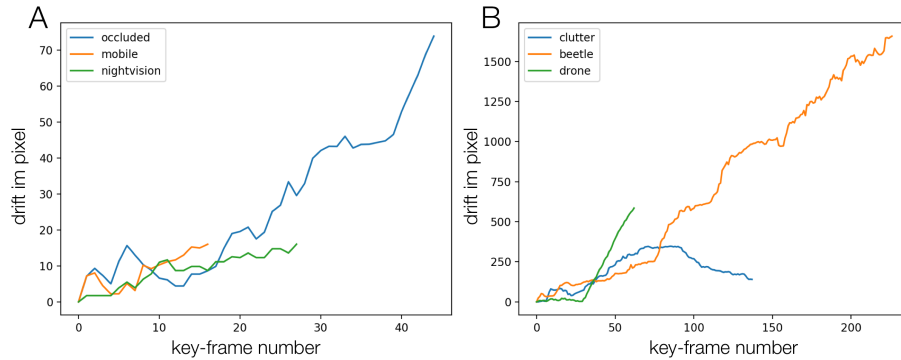 A
occluded
mobile
nightvision
70
60
50
40
30
20
10
0
drift im pixel
0
10
20
30
40
key-frame number
B
clutter
beetle
drone
1500
1250
1000
750
500
250
0
drift im pixel
0
50
100
150
200
key-frame number